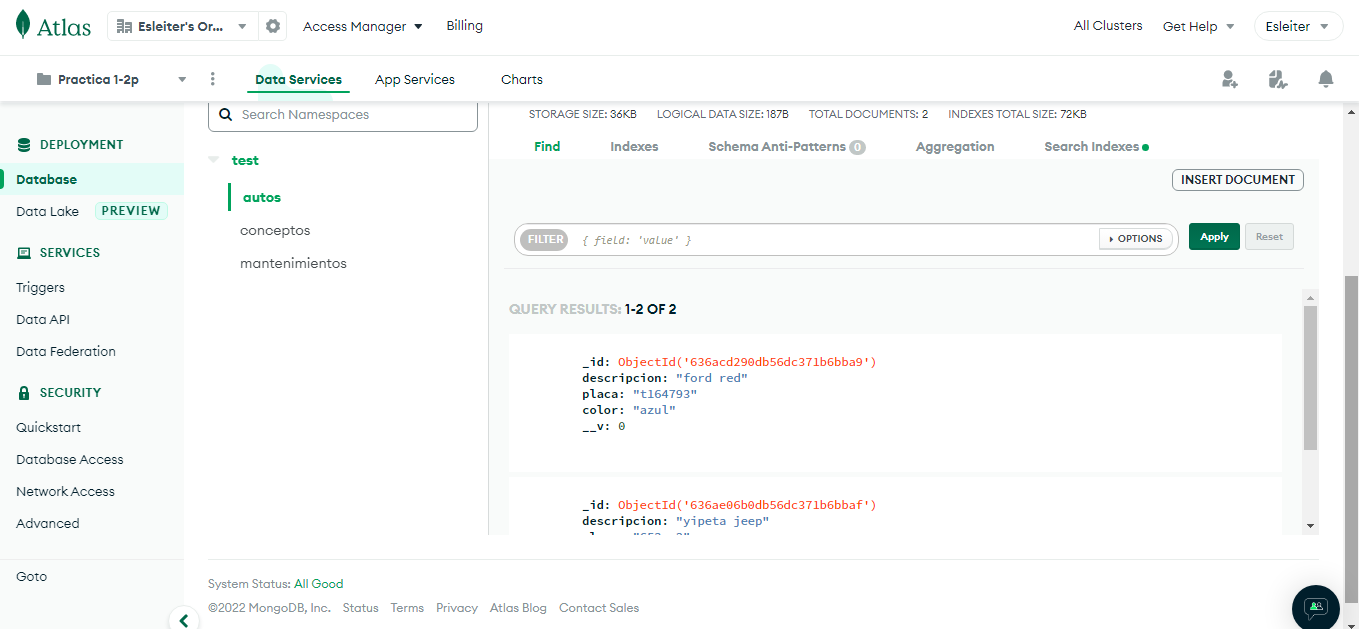 Atlas
Esleiter's Or...
Access Manager
Billing
All Clusters
Get Help
Esleiter
Practica 1-2p
Data Services
App Services
Charts
DEPLOYMENT
Database
Data Lake PREVIEW
SERVICES
Triggers
Data API
Data Federation
SECURITY
Quickstart
Database Access
Network Access
Advanced
Goto
Search Namespaces
test
autos
conceptos
mantenimientos
STORAGE SIZE: 36KB LOGICAL DATA SIZE: 187B TOTAL DOCUMENTS: 2 INDEXES TOTAL SIZE: 72KB
Find Indexes Schema Anti-Patterns 0 Aggregation Search Indexes
INSERT DOCUMENT
FILTER { field: 'value' } OPTIONS Apply Reset
QUERY RESULTS: 1-2 OF 2
_id: ObjectId('636acd290db56dc371b6bba9')
descripcion: "ford red"
placa: "t164793"
color: "azul"
__v: 0
_id: ObjectId('636ae06b0db56dc371b6bbaf')
descripcion: "yipeta jeep"
System Status: All Good
©2022 MongoDB, Inc. Status Terms Privacy Atlas Blog Contact Sales